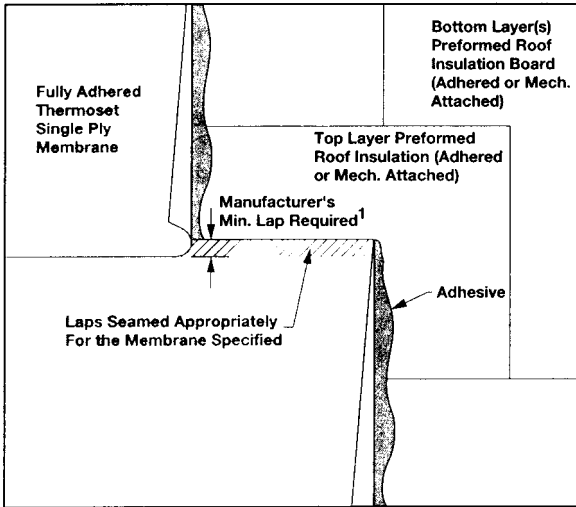 Bottom Layer(s)
Preformed Roof
Insulation Board
(Adhered or Mech.
Attached)
Fully Adhered
Thermoset
Single Ply
Membrane
Top Layer Preformed
Roof Insulation (Adhered
or Mech. Attached)
Manufacturer's
Min. Lap Required1
Adhesive
Laps Seamed Appropriately
For the Membrane Specified